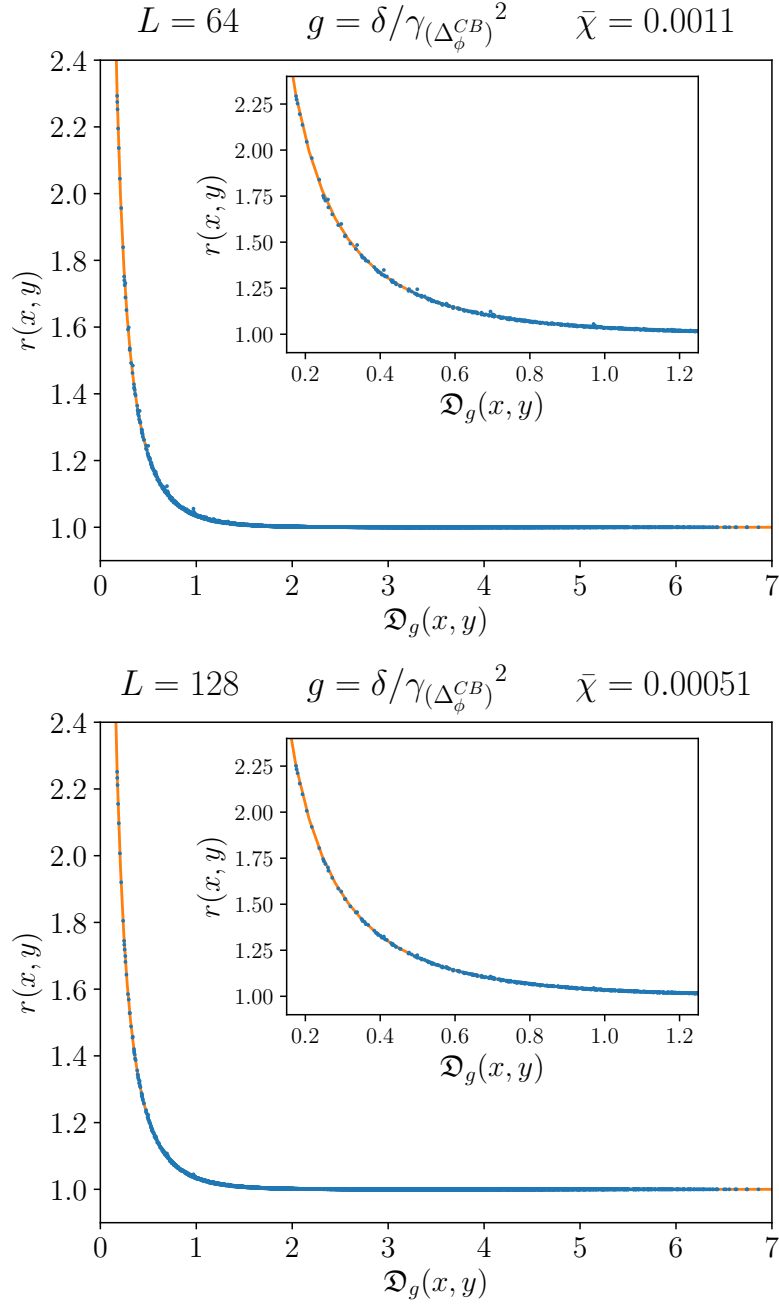 L = 64 g = δ/γ_(Δ_ϕ^CB)^2 χ̄ = 0.0011
2.4
2.2
2.0
1.8
1.6
1.4
1.2
1.0
r(x, y)
2.25
2.00
1.75
1.50
1.25
1.00
r(x, y)
0.2 0.4 0.6 0.8 1.0 1.2
𝕯_g(x, y)
0 1 2 3 4 5 6 7
𝕯_g(x, y)
L = 128 g = δ/γ_(Δ_ϕ^CB)^2 χ̄ = 0.00051
2.4
2.2
2.0
1.8
1.6
1.4
1.2
1.0
r(x, y)
2.25
2.00
1.75
1.50
1.25
1.00
r(x, y)
0.2 0.4 0.6 0.8 1.0 1.2
𝕯_g(x, y)
0 1 2 3 4 5 6 7
𝕯_g(x, y)